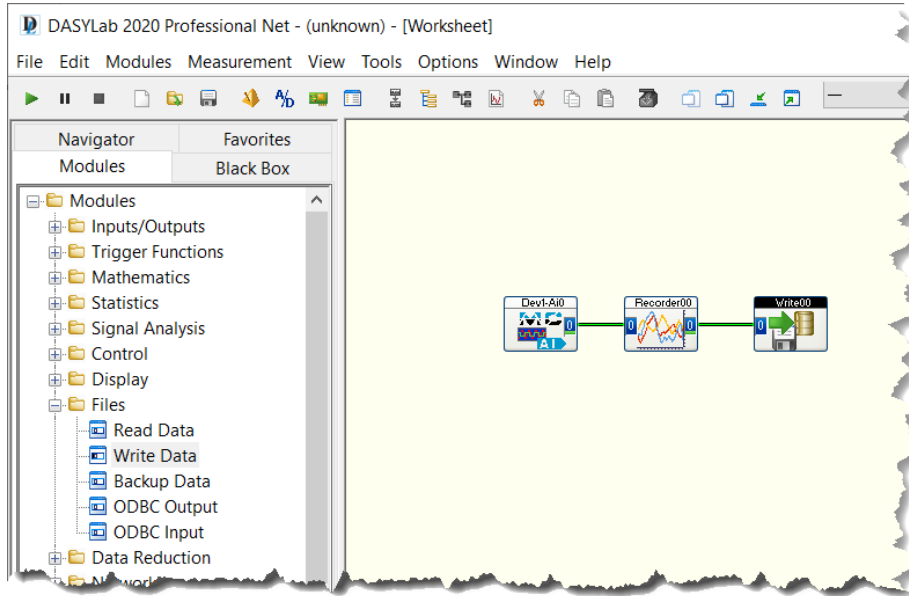 DASYLab 2020 Professional Net - (unknown) - [Worksheet]
File Edit Modules Measurement View Tools Options Window Help
Navigator Favorites
Modules Black Box
Modules
Inputs/Outputs
Trigger Functions
Mathematics
Statistics
Signal Analysis
Control
Display
Files
Read Data
Write Data
Backup Data
ODBC Output
ODBC Input
Data Reduction
Dev1-Ai0 Recorder00 Write00
0 0 0 0
AI